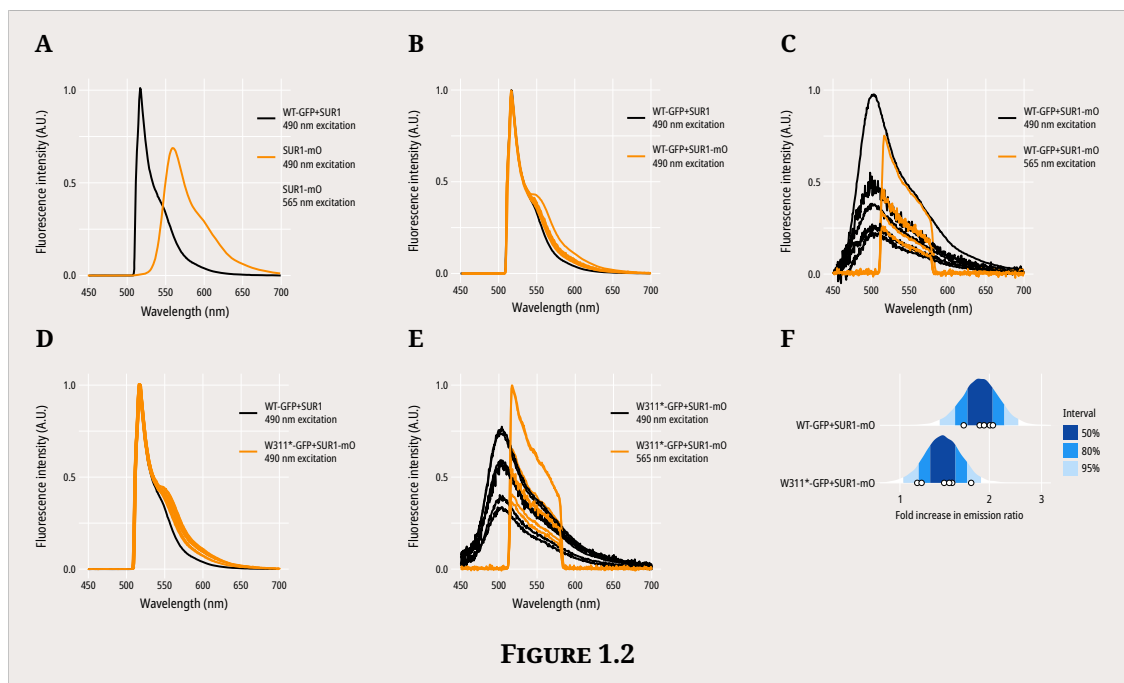 A
Fluorescence intensity (A.U.)
1.0
0.5
0.0
450 500 550 600 650 700
Wavelength (nm)
WT-GFP+SUR1
490 nm excitation
SUR1-mO
490 nm excitation
SUR1-mO
565 nm excitation
B
Fluorescence intensity (A.U.)
1.0
0.5
0.0
450 500 550 600 650 700
Wavelength (nm)
WT-GFP+SUR1
490 nm excitation
WT-GFP+SUR1-mO
490 nm excitation
C
Fluorescence intensity (A.U.)
1.0
0.5
0.0
450 500 550 600 650 700
Wavelength (nm)
WT-GFP+SUR1-mO
490 nm excitation
WT-GFP+SUR1-mO
565 nm excitation
D
Fluorescence intensity (A.U.)
1.0
0.5
0.0
450 500 550 600 650 700
Wavelength (nm)
WT-GFP+SUR1
490 nm excitation
W311*-GFP+SUR1-mO
490 nm excitation
E
Fluorescence intensity (A.U.)
1.0
0.5
0.0
450 500 550 600 650 700
Wavelength (nm)
W311*-GFP+SUR1-mO
490 nm excitation
W311*-GFP+SUR1-mO
565 nm excitation
F
WT-GFP+SUR1-mO
W311*-GFP+SUR1-mO
1 2 3
Fold increase in emission ratio
Interval
50%
80%
95%
FIGURE 1.2